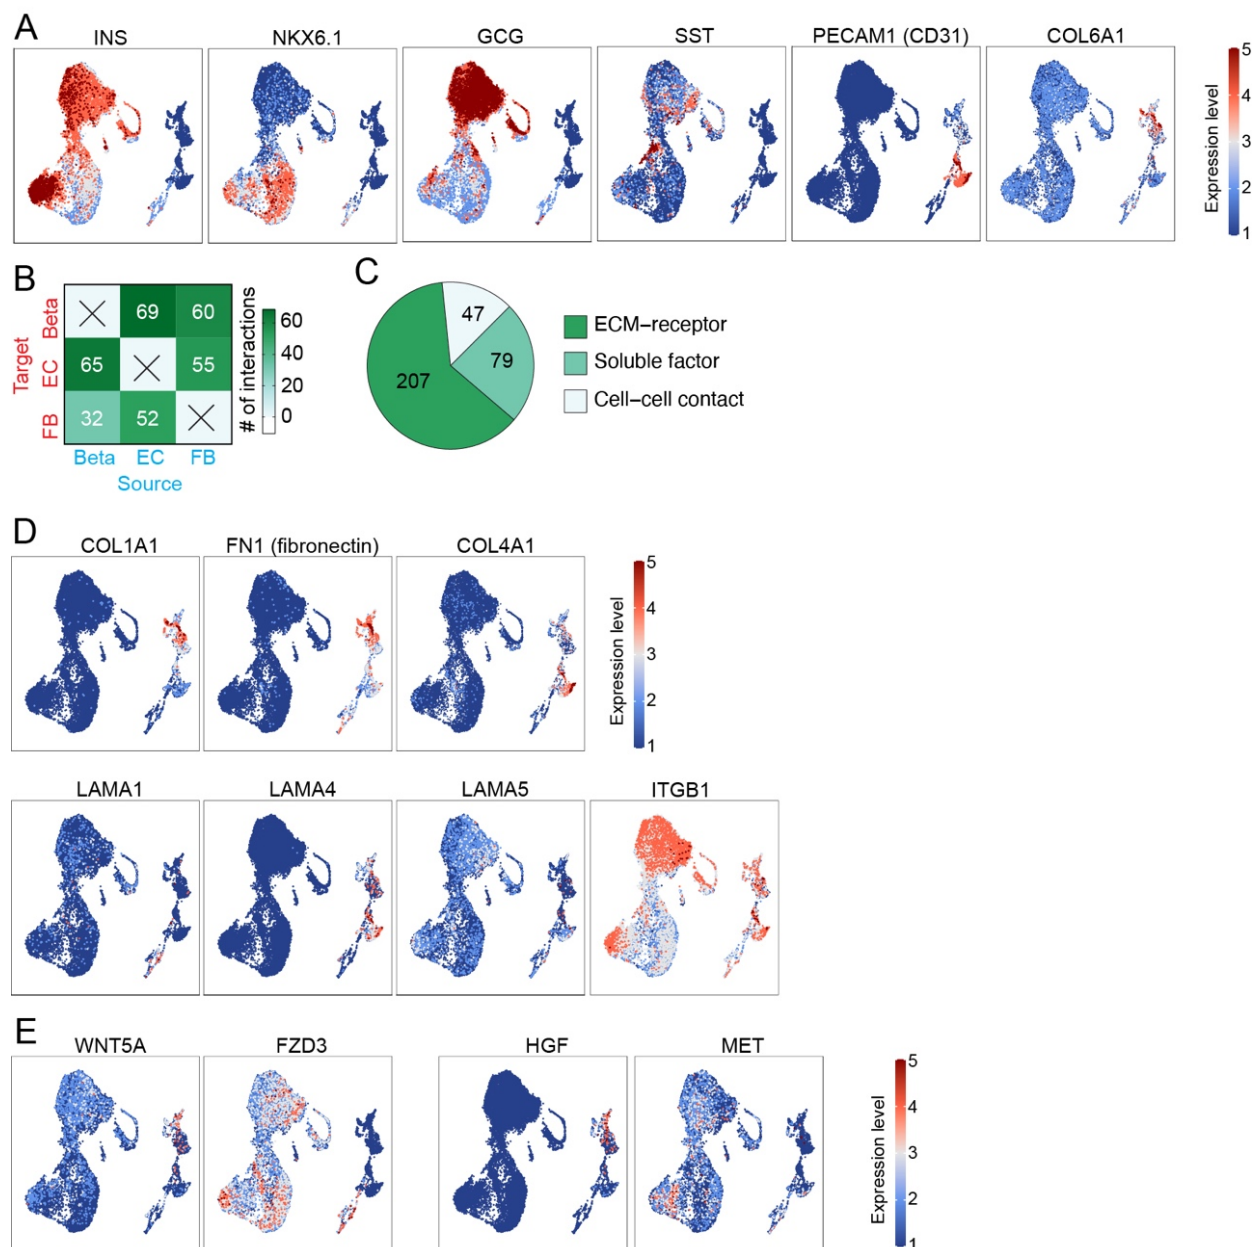 A
INS NKX6.1 GCG SST PECAM1 (CD31) COL6A1
5
4
3
2
1
Expression level
B
Target
Beta
EC
FB
69 60
65 55
32 52
Beta EC FB
Source
# of interactions
60
40
20
0
C
47
79
207
ECM–receptor
Soluble factor
Cell–cell contact
D
COL1A1 FN1 (fibronectin) COL4A1
5
4
3
2
1
Expression level
LAMA1 LAMA4 LAMA5 ITGB1
E
WNT5A FZD3 HGF MET
5
4
3
2
1
Expression level